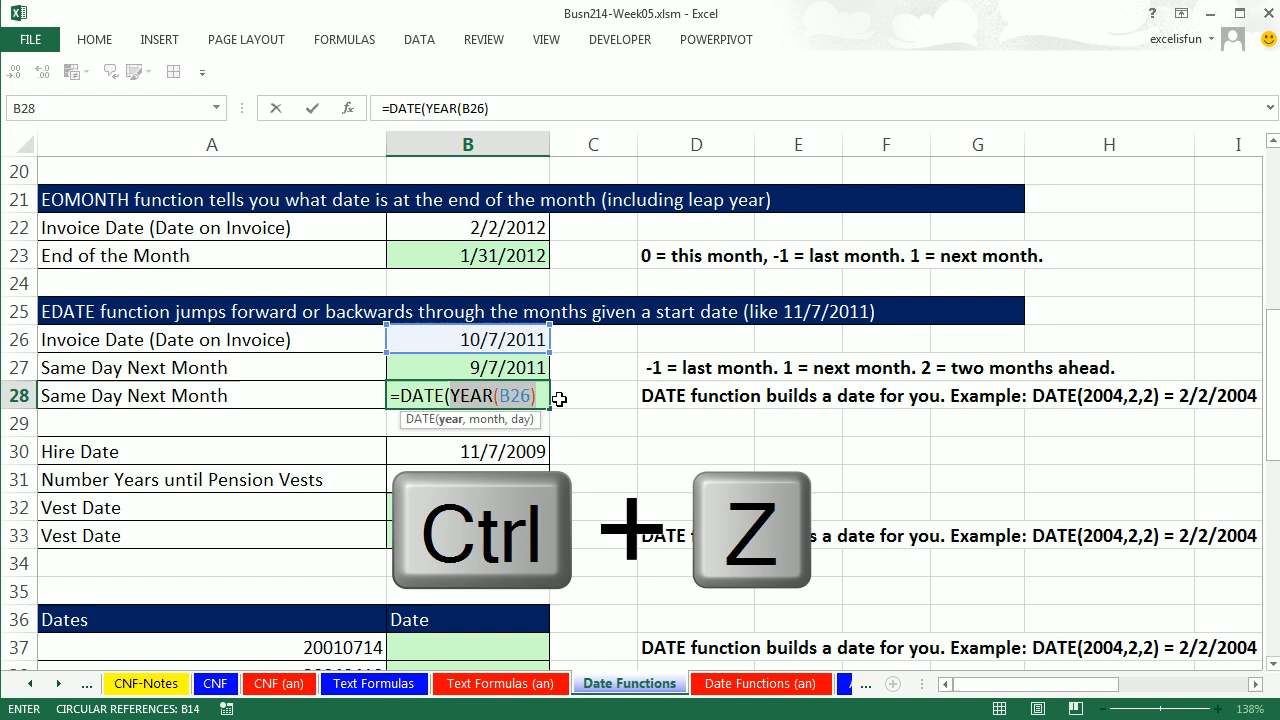 Busn214-Week05.xlsm - Excel
?
FILE HOME INSERT PAGE LAYOUT FORMULAS DATA REVIEW VIEW DEVELOPER POWERPIVOT excelisfun
B28 fx =DATE(YEAR(B26)
A B C D E F G H I
20
21 EOMONTH function tells you what date is at the end of the month (including leap year)
22 Invoice Date (Date on Invoice) 2/2/2012
23 End of the Month 1/31/2012 0 = this month, -1 = last month. 1 = next month.
24
25 EDATE function jumps forward or backwards through the months given a start date (like 11/7/2011)
26 Invoice Date (Date on Invoice) 10/7/2011
27 Same Day Next Month 9/7/2011 -1 = last month. 1 = next month. 2 = two months ahead.
28 Same Day Next Month =DATE(YEAR(B26) DATE function builds a date for you. Example: DATE(2004,2,2) = 2/2/2004
DATE(year, month, day)
29
30 Hire Date 11/7/2009
31 Number Years until Pension Vests
32 Vest Date
Ctrl + Z
33 Vest Date DATE s a date for you. Example: DATE(2004,2,2) = 2/2/2004
34
35
36 Dates Date
37 20010714 DATE function builds a date for you. Example: DATE(2004,2,2) = 2/2/2004
... CNF-Notes CNF CNF (an) Text Formulas Text Formulas (an) Date Functions Date Functions (an) ...
ENTER CIRCULAR REFERENCES: B14 138%